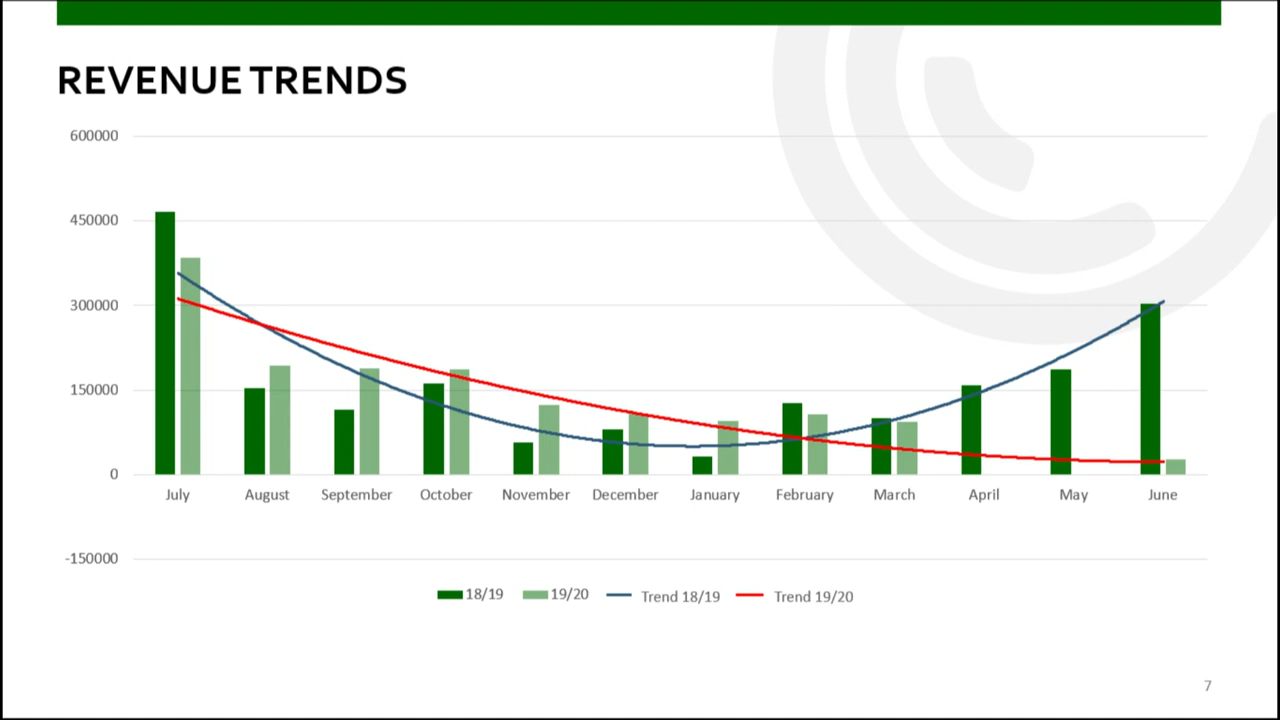 REVENUE TRENDS
600000
450000
300000
150000
0
July August September October November December January February March April May June
-150000
18/19 19/20 Trend 18/19 Trend 19/20
7